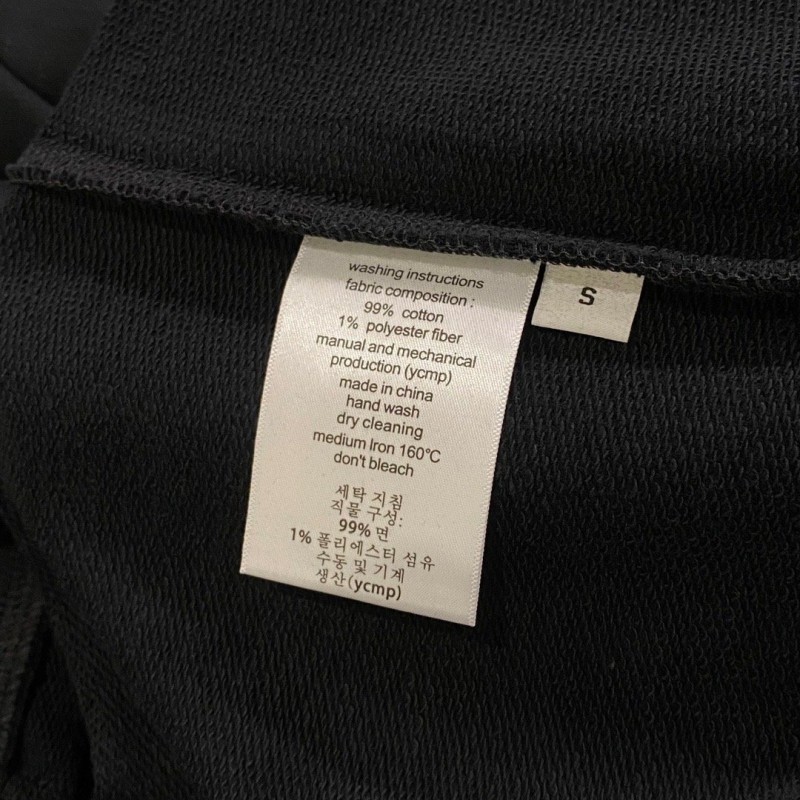 washing instructions
fabric composition :
99% cotton
1% polyester fiber
manual and mechanical
production (ycmp)
made in china
hand wash
dry cleaning
medium Iron 160°C
don't bleach
세탁 지침
직물 구성:
99% 면
1% 폴리에스터 섬유
수동 및 기계
생산(ycmp)
S